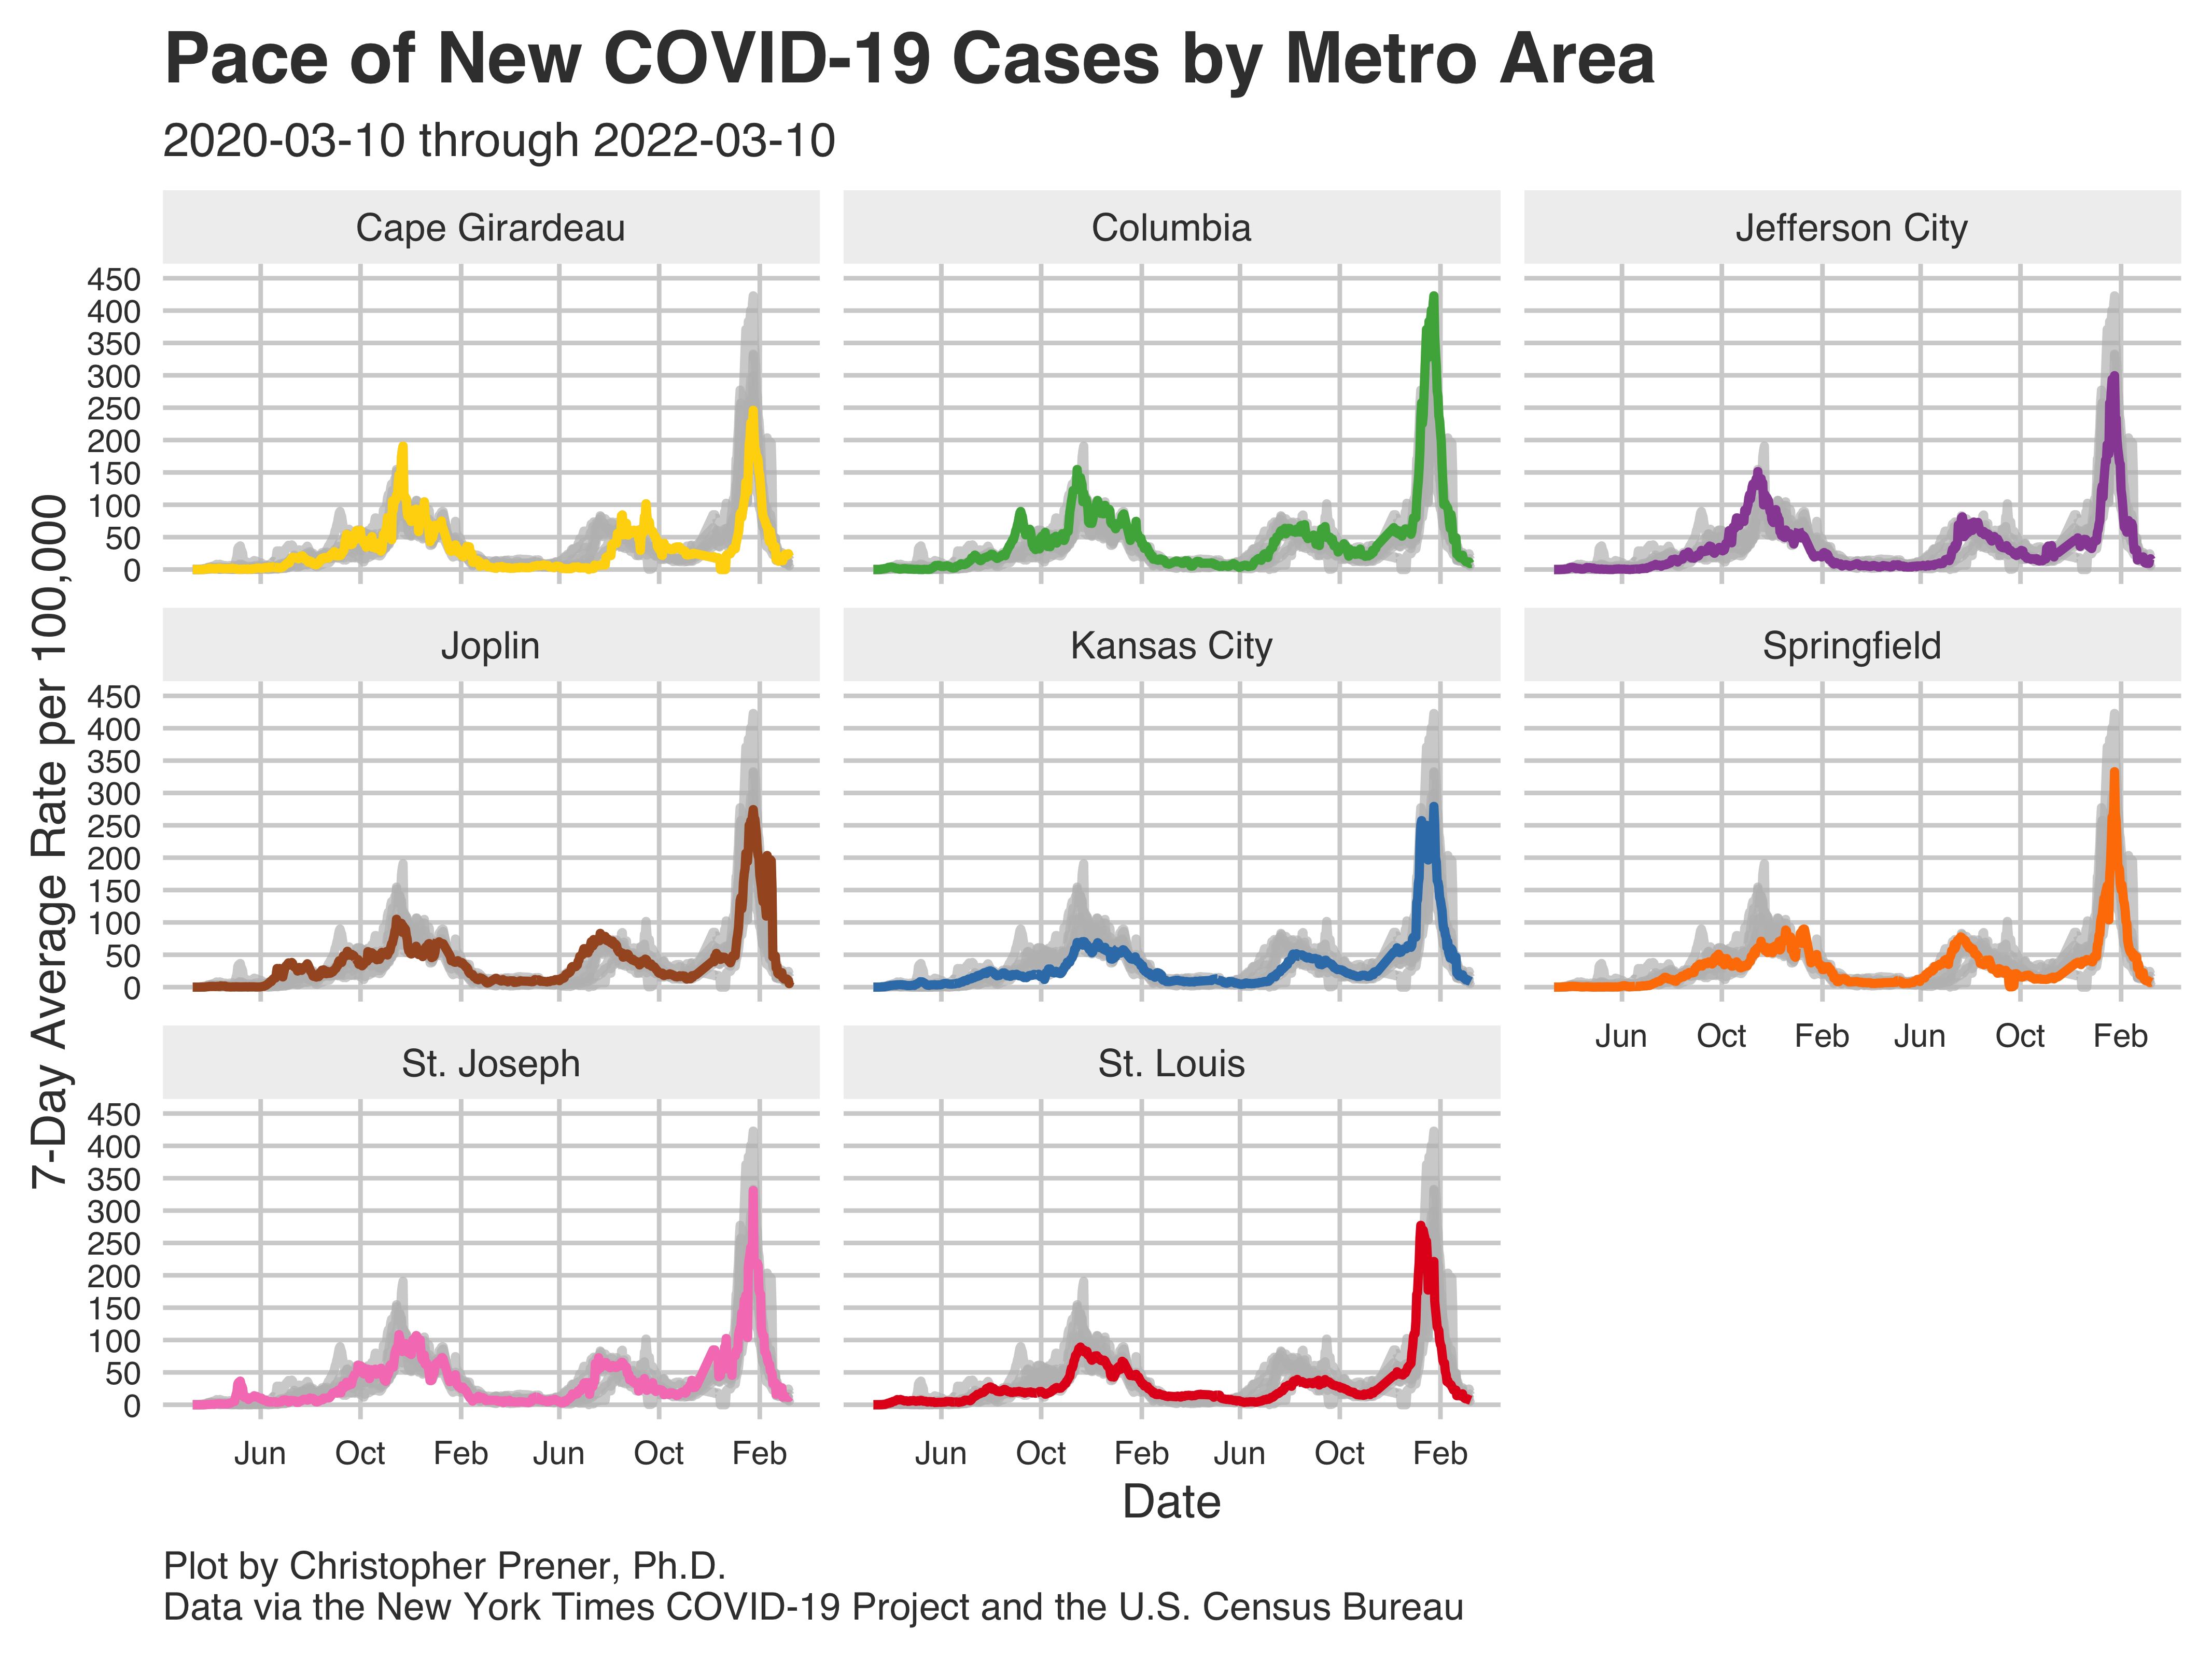 Pace of New COVID-19 Cases by Metro Area
2020-03-10 through 2022-03-10
7-Day Average Rate per 100,000
Cape Girardeau
Columbia
Jefferson City
450
400
350
300
250
200
150
100
50
0
Joplin
Kansas City
Springfield
450
400
350
300
250
200
150
100
50
0
Jun Oct Feb Jun Oct Feb
St. Joseph
St. Louis
450
400
350
300
250
200
150
100
50
0
Jun Oct Feb Jun Oct Feb
Jun Oct Feb Jun Oct Feb
Date
Plot by Christopher Prener, Ph.D.
Data via the New York Times COVID-19 Project and the U.S. Census Bureau